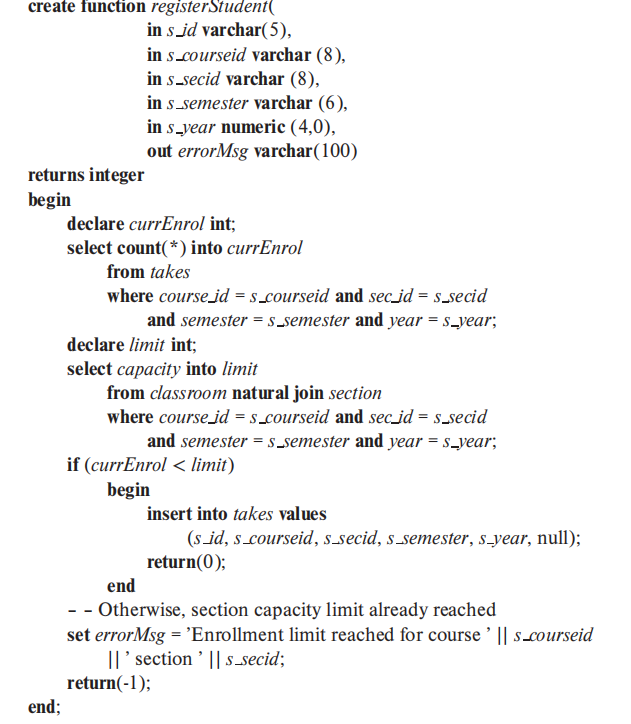 create function registerStudent(
in s_id varchar(5),
in s_courseid varchar (8),
in s_secid varchar (8),
in s_semester varchar (6),
in s_year numeric (4,0),
out errorMsg varchar(100)
returns integer
begin
declare currEnrol int;
select count(*) into currEnrol
from takes
where course_id = s_courseid and sec_id = s_secid
and semester = s_semester and year = s_year;
declare limit int;
select capacity into limit
from classroom natural join section
where course_id = s_courseid and sec_id = s_secid
and semester = s_semester and year = s_year;
if (currEnrol < limit)
begin
insert into takes values
(s_id, s_courseid, s_secid, s_semester, s_year, null);
return(0);
end
– – Otherwise, section capacity limit already reached
set errorMsg = ’Enrollment limit reached for course ’ || s_courseid
|| ’ section ’ || s_secid;
return(-1);
end;